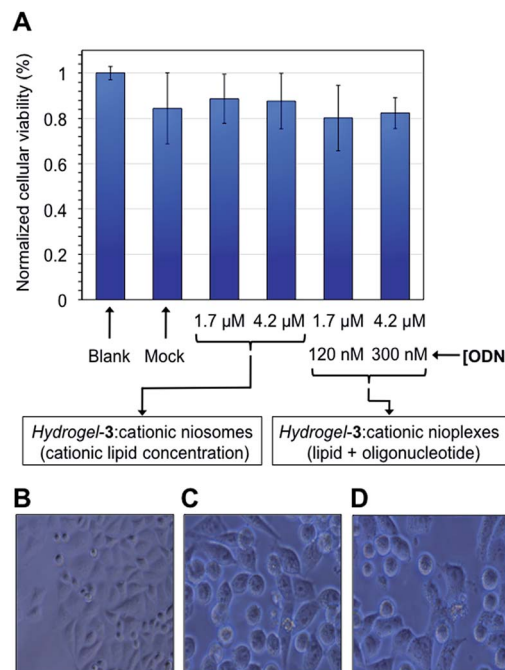 A
Normalized cellular viability (%)
1
0.8
0.6
0.4
0.2
0
Blank
Mock
1.7 µM 4.2 µM 1.7 µM 4.2 µM
120 nM 300 nM [ODN
Hydrogel-3:cationic niosomes
(cationic lipid concentration)
Hydrogel-3:cationic nioplexes
(lipid + oligonucleotide)
B
C
D